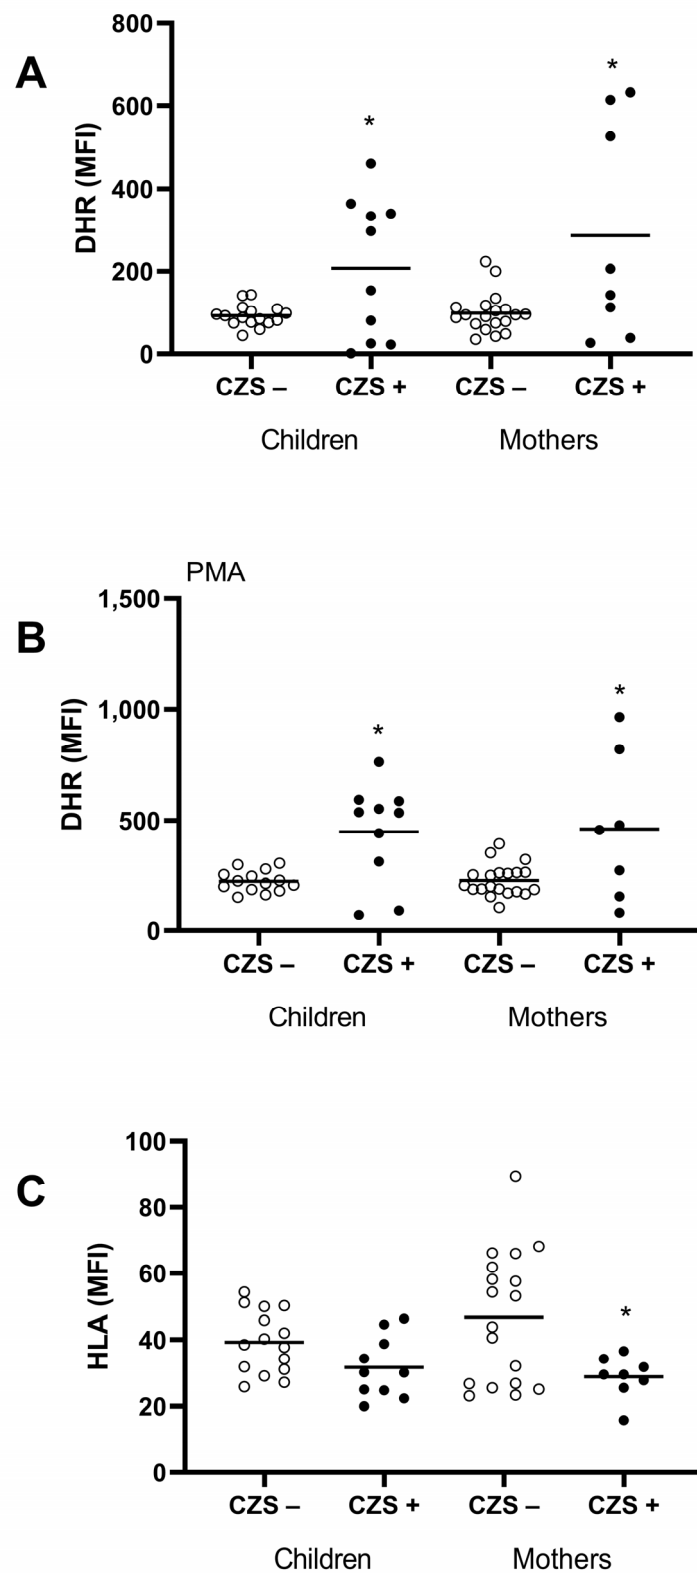 A
DHR (MFI)
800
600
400
200
0
*
*
CZS – CZS + CZS – CZS +
Children Mothers
B
PMA
DHR (MFI)
1,500
1,000
500
0
*
*
CZS – CZS + CZS – CZS +
Children Mothers
C
HLA (MFI)
100
80
60
40
20
0
*
CZS – CZS + CZS – CZS +
Children Mothers